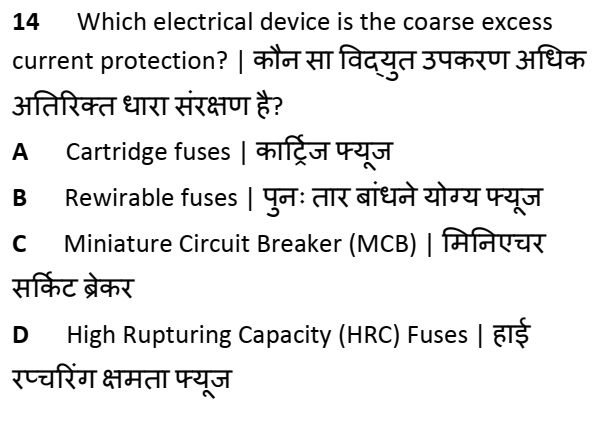 14 Which electrical device is the coarse excess
current protection? | कौन सा विद्युत उपकरण अधिक
अतिरिक्त धारा संरक्षण है?
A Cartridge fuses | कार्ट्रिज फ्यूज
B Rewirable fuses | पुनः तार बांधने योग्य फ्यूज
C Miniature Circuit Breaker (MCB) | मिनिएचर
सर्किट ब्रेकर
D High Rupturing Capacity (HRC) Fuses | हाई
रप्चरिंग क्षमता फ्यूज